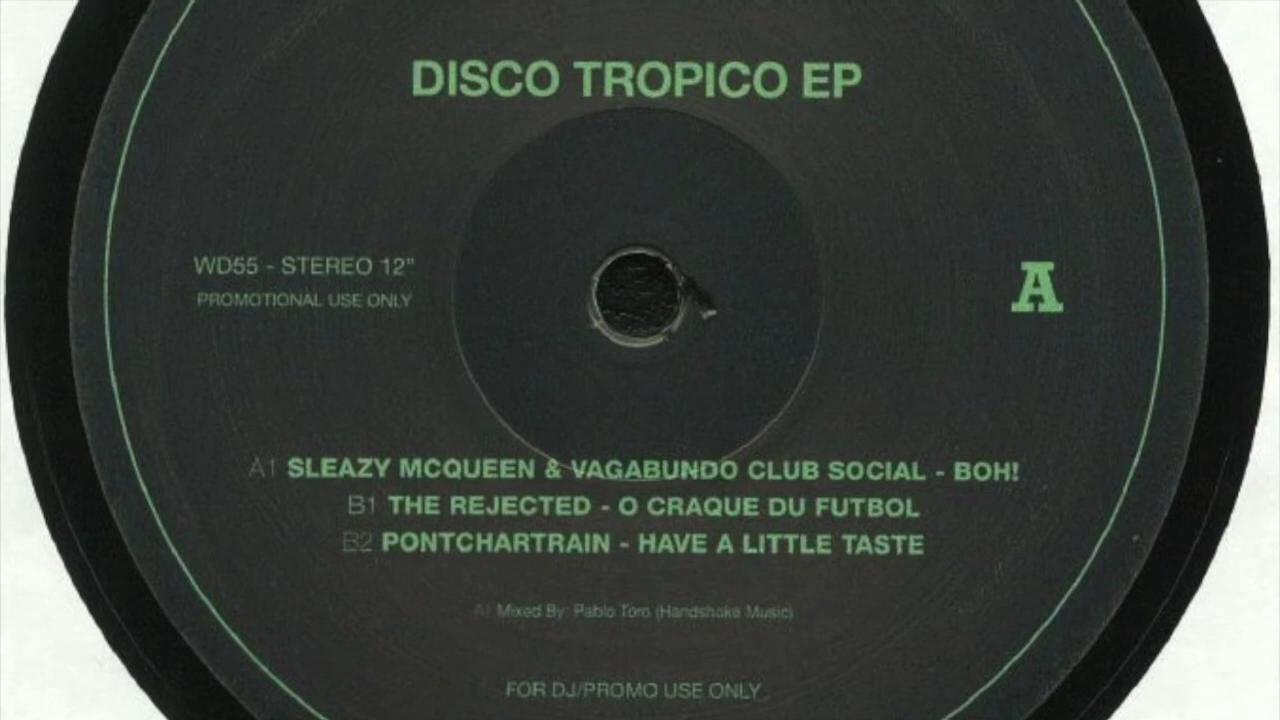 DISCO TROPICO EP
WD55 - STEREO 12”
PROMOTIONAL USE ONLY
A
A1 SLEAZY MCQUEEN & VAGABUNDO CLUB SOCIAL - BOH!
B1 THE REJECTED - O CRAQUE DU FUTBOL
B2 PONTCHARTRAIN - HAVE A LITTLE TASTE
A1 Mixed By: Pablo Toro (Handshake Music)
FOR DJ/PROMO USE ONLY